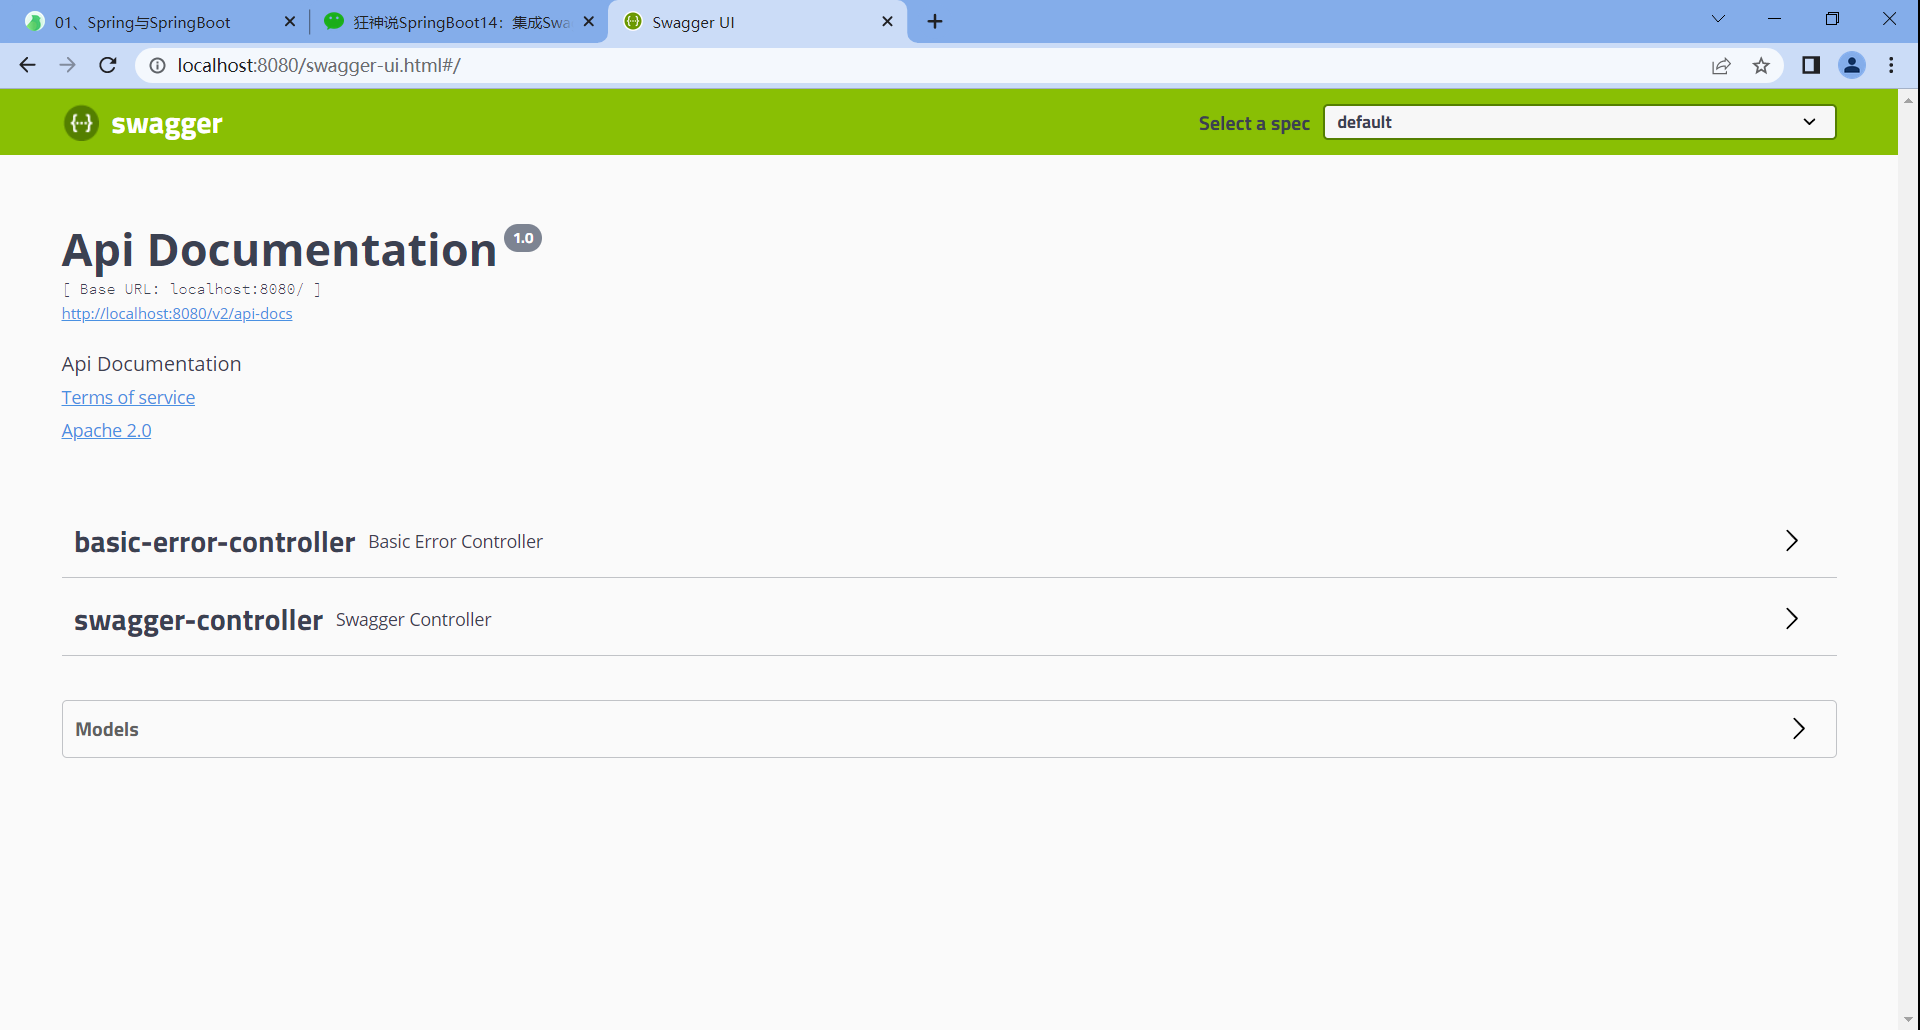 01、Spring与SpringBoot
狂神说SpringBoot14：集成Swa
Swagger UI
localhost:8080/swagger-ui.html#/
swagger
Select a spec
default
Api Documentation 1.0
[ Base URL: localhost:8080/ ]
http://localhost:8080/v2/api-docs
Api Documentation
Terms of service
Apache 2.0
basic-error-controller Basic Error Controller
swagger-controller Swagger Controller
Models